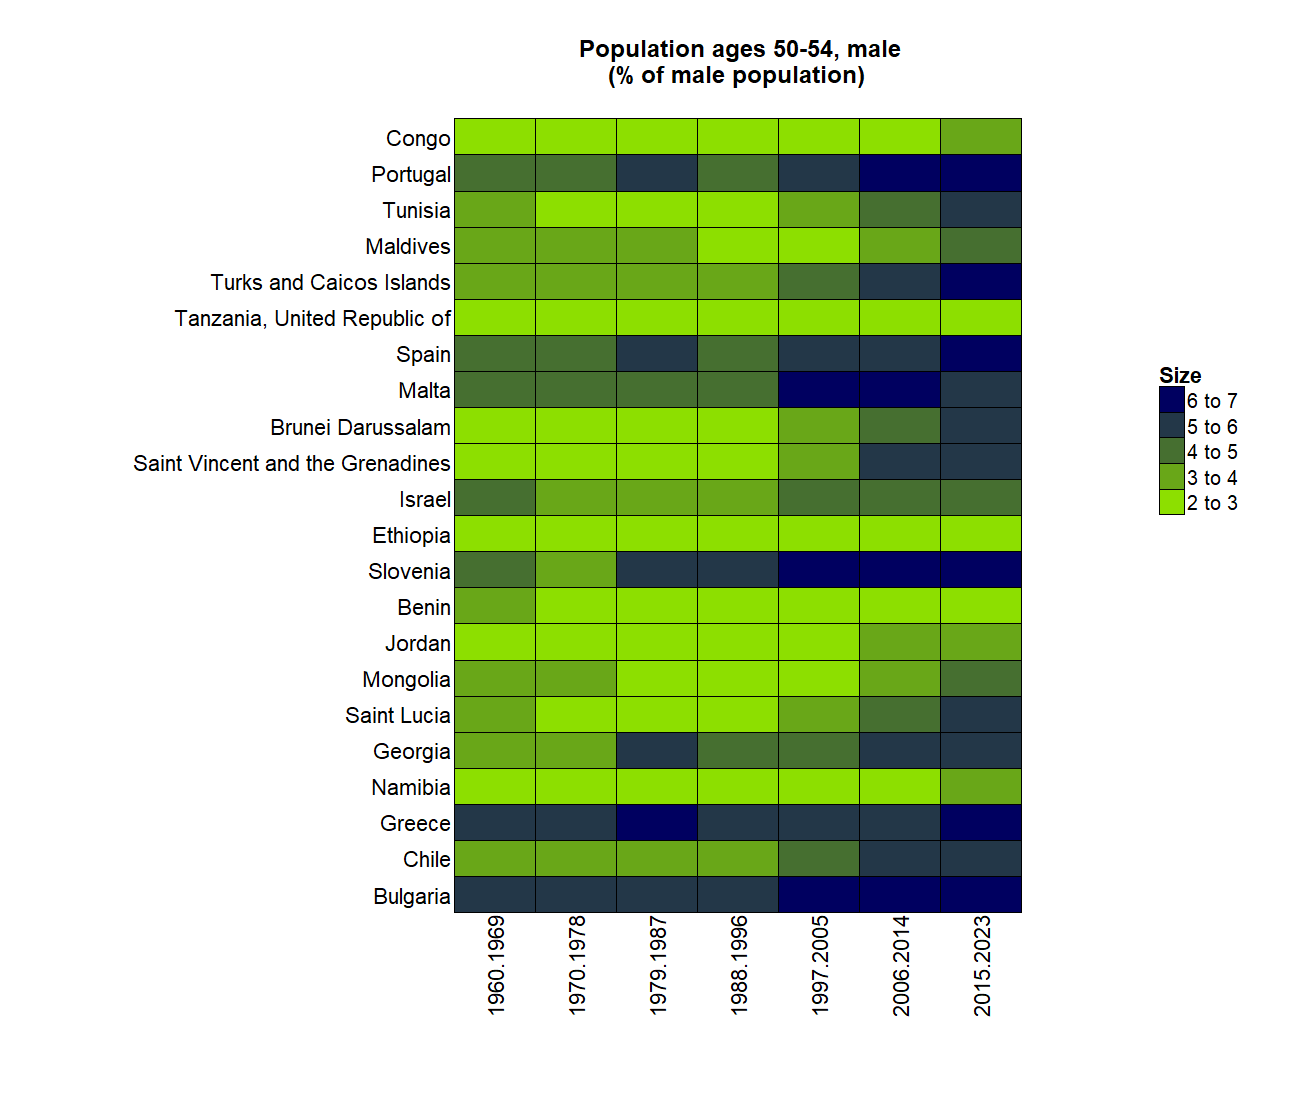 Population ages 50-54, male
(% of male population)
Congo
Portugal
Tunisia
Maldives
Turks and Caicos Islands
Tanzania, United Republic of
Spain
Malta
Brunei Darussalam
Saint Vincent and the Grenadines
Israel
Ethiopia
Slovenia
Benin
Jordan
Mongolia
Saint Lucia
Georgia
Namibia
Greece
Chile
Bulgaria
1960.1969
1970.1978
1979.1987
1988.1996
1997.2005
2006.2014
2015.2023
Size
6 to 7
5 to 6
4 to 5
3 to 4
2 to 3